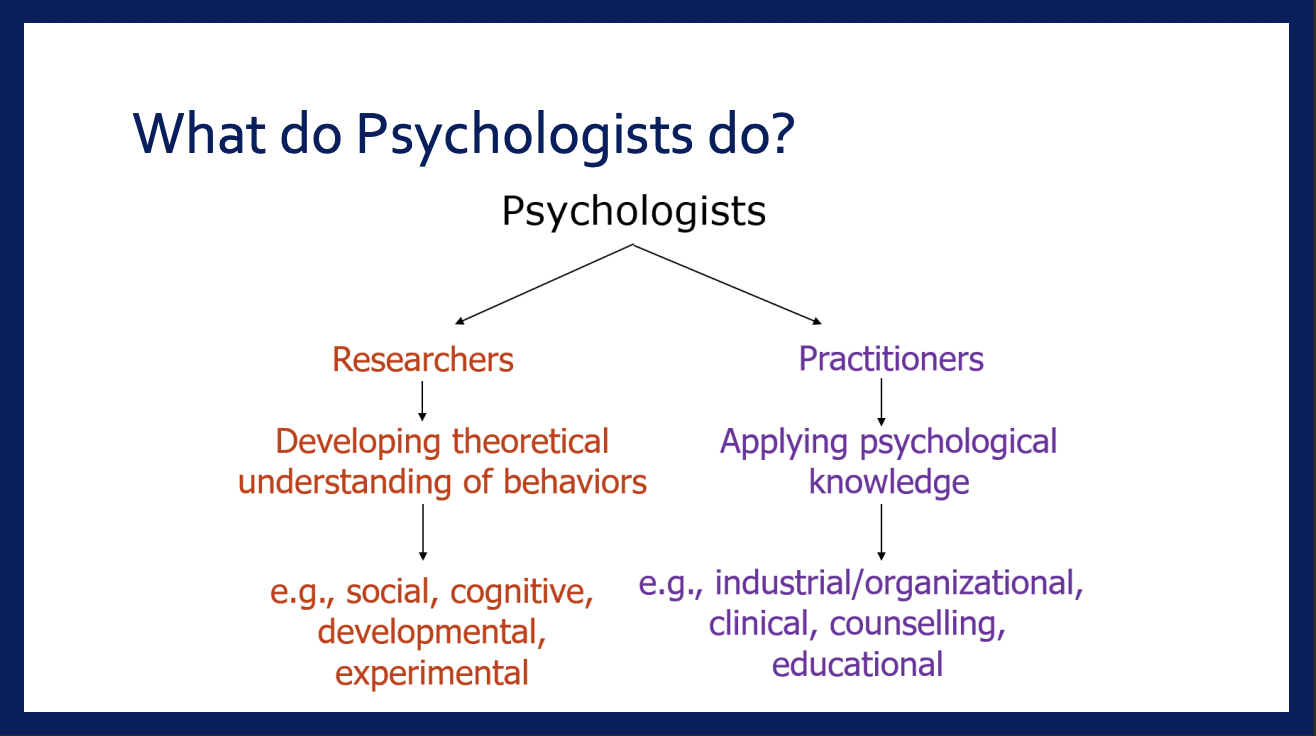 What do Psychologists do?
Psychologists
Researchers
Developing theoretical
understanding of behaviors
e.g., social, cognitive,
developmental,
experimental
Practitioners
Applying psychological
knowledge
e.g., industrial/organizational,
clinical, counselling,
educational